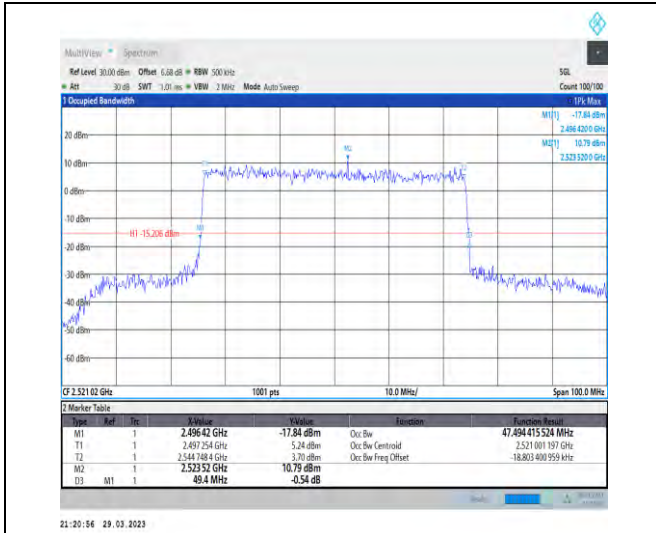 MultiView Spectrum
Ref Level 30.00 dBm Offset 6.68 dB RBW 500 kHz SGL
Att 30 dB SWT 1.01 ms VBW 2 MHz Mode Auto Sweep Count 100/100
1 Occupied Bandwidth 1Pk Max
M1[1] -17.84 dBm
2.496 420 0 GHz
M2[1] 10.79 dBm
2.523 520 0 GHz
20 dBm
M2
10 dBm
0 dBm
-10 dBm
H1 -15.206 dBm
-20 dBm
-30 dBm
-40 dBm
-50 dBm
-60 dBm
CF 2.521 02 GHz 1001 pts 10.0 MHz/ Span 100.0 MHz
2 Marker Table
Type Ref Trc X-Value Y-Value Function Function Result
M1 1 2.496 42 GHz -17.84 dBm Occ Bw 47.494 415 524 MHz
T1 1 2.497 254 GHz 5.24 dBm Occ Bw Centroid 2.521 001 197 GHz
T2 1 2.544 748 4 GHz 3.70 dBm Occ Bw Freq Offset -18.803 400 959 kHz
M2 1 2.523 52 GHz 10.79 dBm
D3 M1 1 49.4 MHz -0.54 dB
21:20:56 29.03.2023